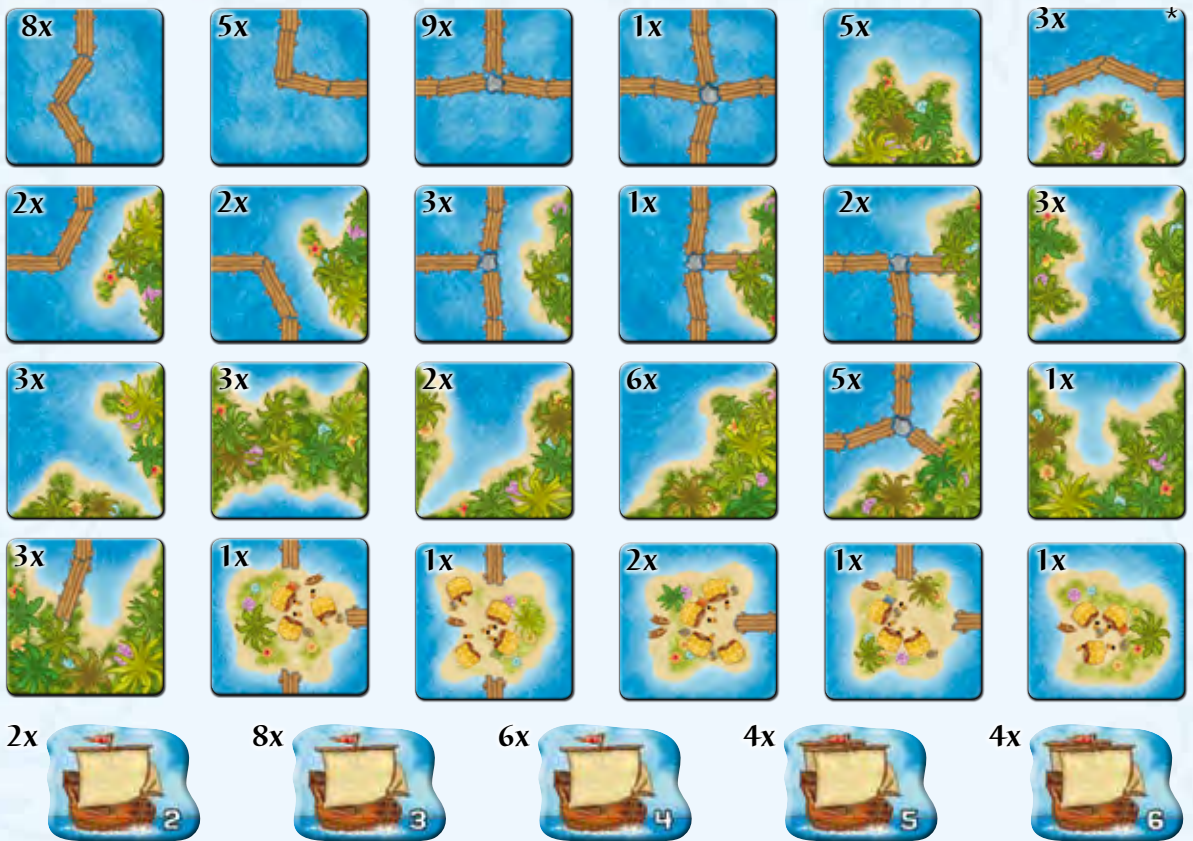 8x 5x 9x 1x 5x 3x *
2x 2x 3x 1x 2x 3x
3x 3x 2x 6x 5x 1x
3x 1x 1x 2x 1x 1x
2x 8x 6x 4x 4x
2 3 4 5 6